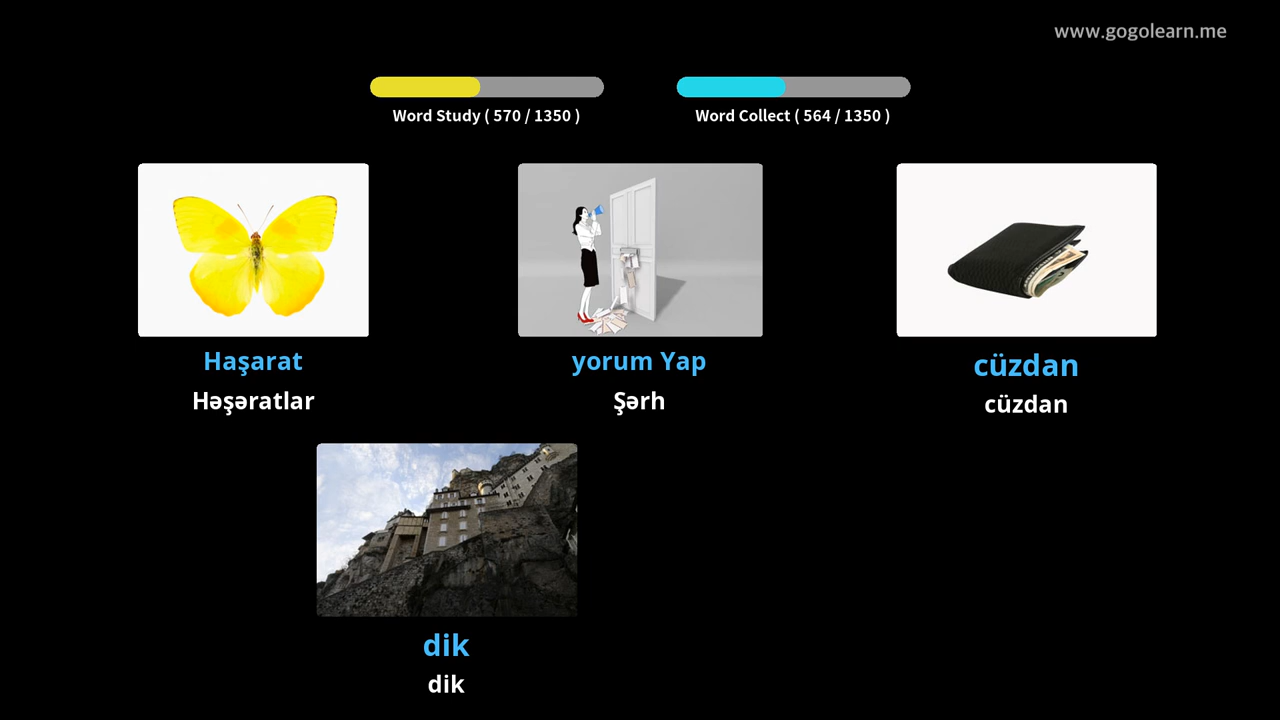 www.gogolearn.me
Word Study ( 570 / 1350 )
Word Collect ( 564 / 1350 )
Haşarat
Həşəratlar
yorum Yap
Şərh
cüzdan
cüzdan
dik
dik